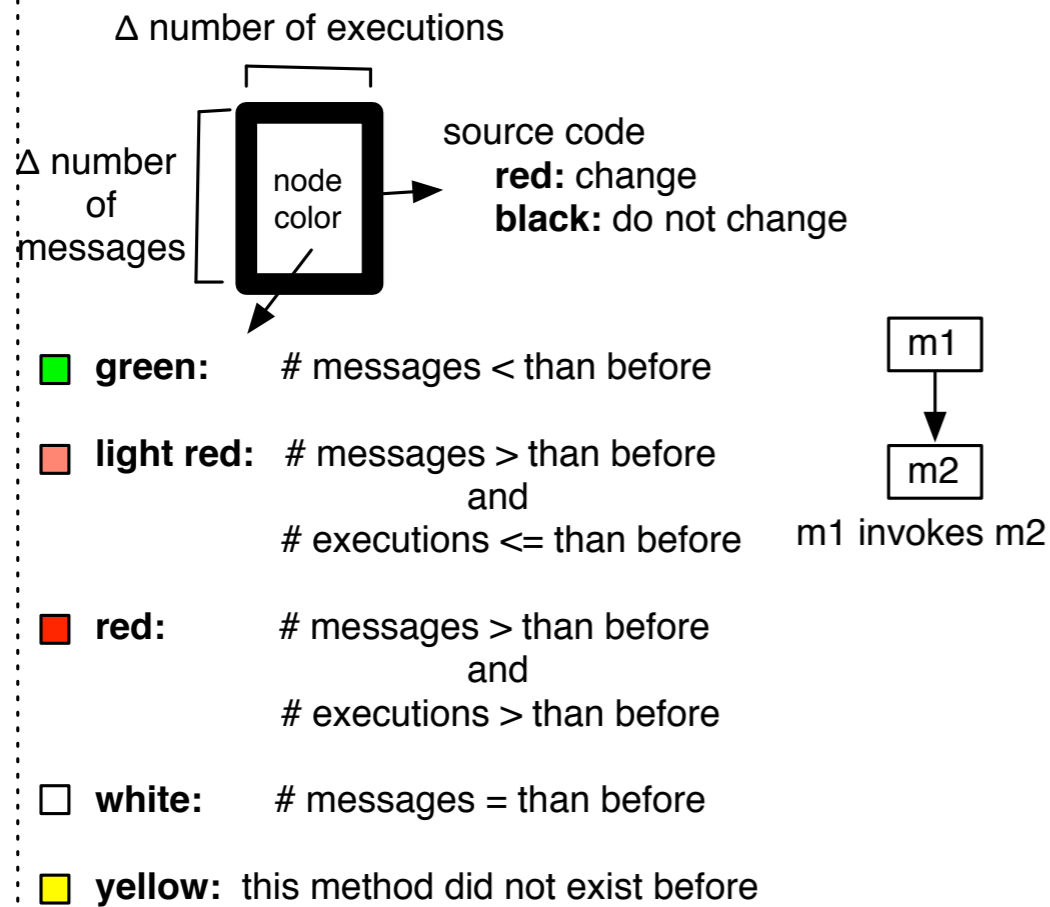 Δ number of executions
Δ number
of
messages
node
color
source code
red: change
black: do not change
green: # messages < than before
light red: # messages > than before
and
# executions <= than before
red: # messages > than before
and
# executions > than before
white: # messages = than before
yellow: this method did not exist before
m1
m2
m1 invokes m2